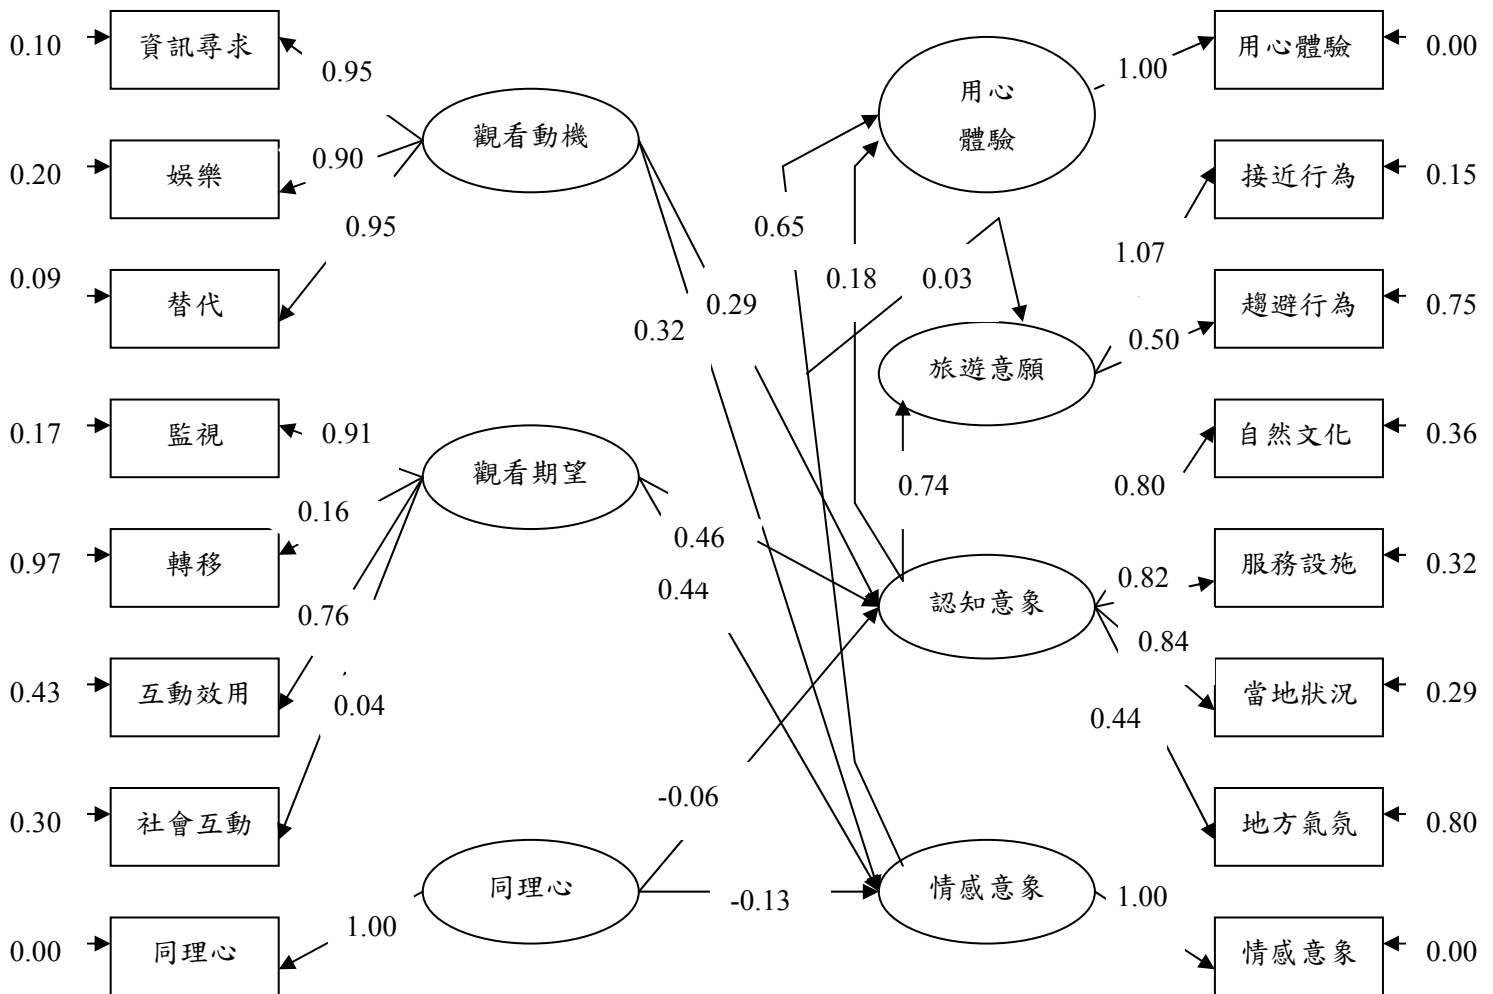 0.10
資訊尋求
0.95
0.20
娛樂
0.90
0.09
替代
0.95
觀看動機
0.17
監視
0.91
0.97
轉移
0.16
0.43
互動效用
0.76
0.30
社會互動
0.04
觀看期望
0.00
同理心
1.00
同理心
0.32
0.29
0.46
0.44
-0.06
-0.13
0.65
0.18
0.03
0.74
用心
體驗
旅遊意願
認知意象
情感意象
1.00
用心體驗
0.00
1.07
接近行為
0.15
0.50
趨避行為
0.75
0.80
自然文化
0.36
0.82
服務設施
0.32
0.84
當地狀況
0.29
0.44
地方氣氛
0.80
1.00
情感意象
0.00